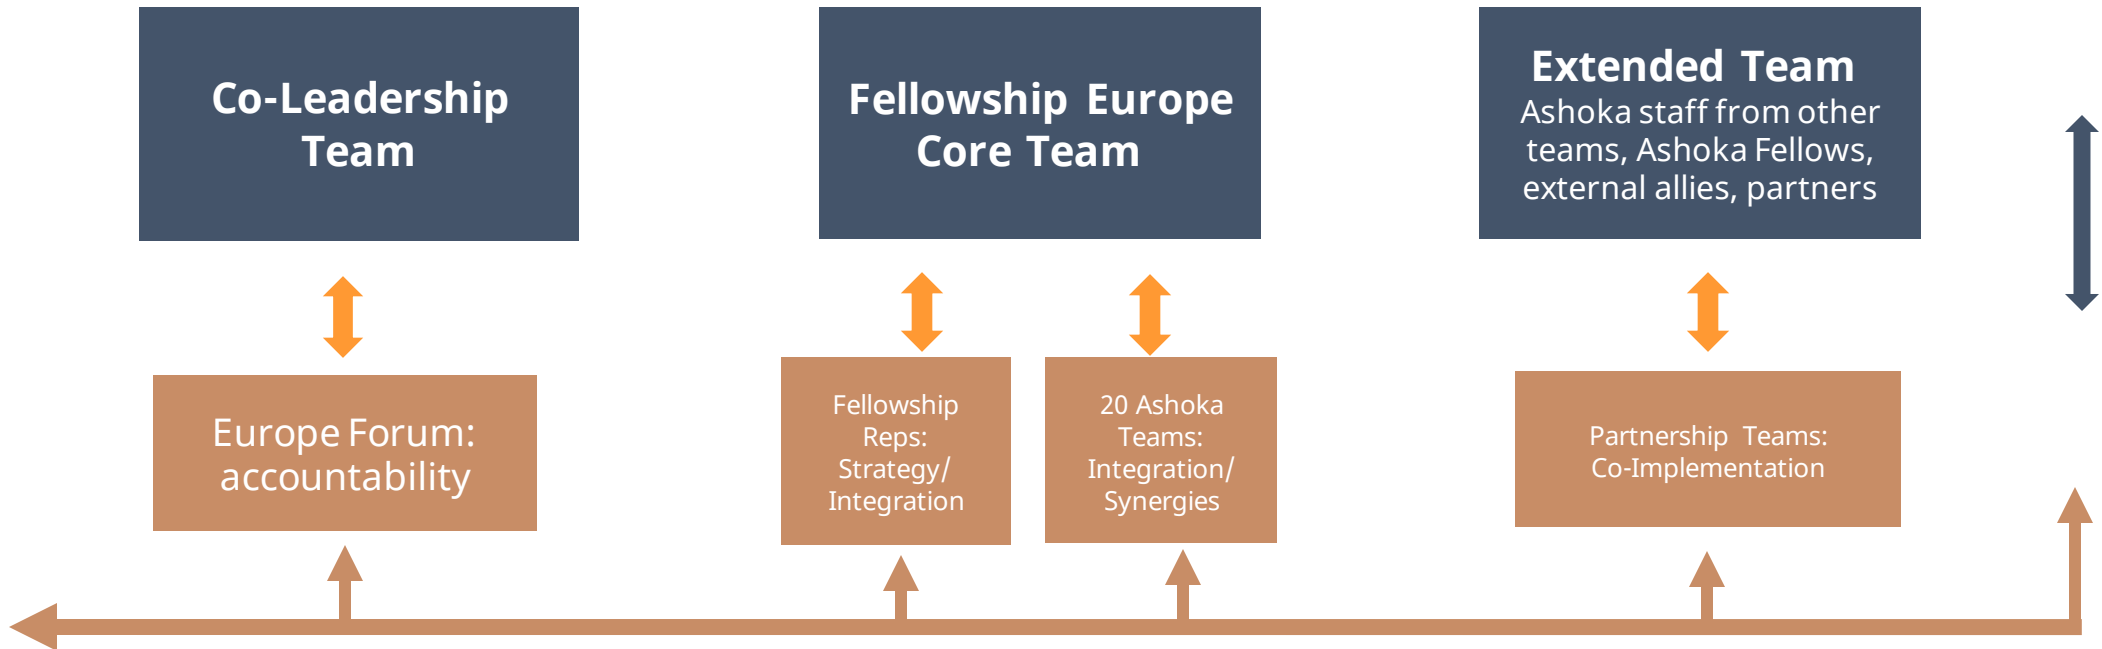 Co-Leadership
Team
Fellowship Europe
Core Team
Extended Team
Ashoka staff from other
teams, Ashoka Fellows,
external allies, partners
Europe Forum:
accountability
Fellowship
Reps:
Strategy/
Integration
20 Ashoka
Teams:
Integration/
Synergies
Partnership Teams:
Co-Implementation